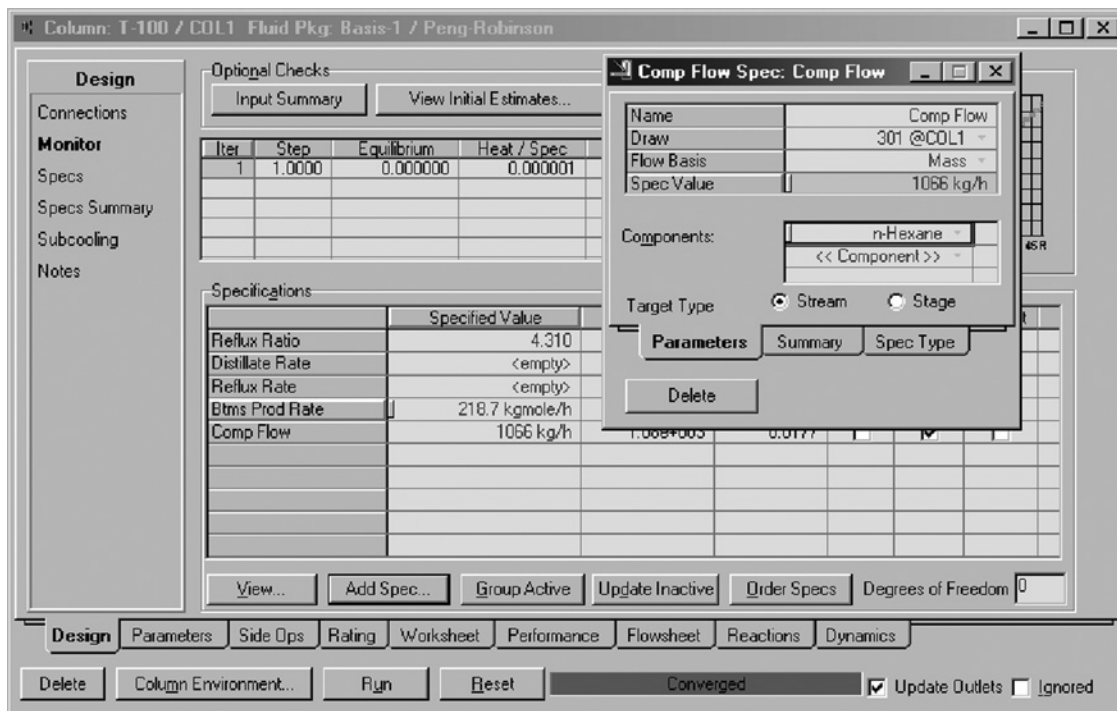 Column: T-100 / COL1 Fluid Pkg: Basis-1 / Peng-Robinson
Design
Connections
Monitor
Specs
Specs Summary
Subcooling
Notes
Optional Checks
Input Summary
View Initial Estimates...
Iter Step Equilibrium Heat / Spec
1 1.0000 0.000000 0.000001
Specifications
Specified Value
Reflux Ratio 4.310
Distillate Rate <empty>
Reflux Rate <empty>
Btms Prod Rate 218.7 kgmole/h
Comp Flow 1066 kg/h
Comp Flow Spec: Comp Flow
Name Comp Flow
Draw 301 @COL1
Flow Basis Mass
Spec Value 1066 kg/h
Components: n-Hexane
<< Component >>
Target Type Stream Stage
Parameters Summary Spec Type
Delete
View... Add Spec... Group Active Update Inactive Order Specs Degrees of Freedom 0
Design Parameters Side Ops Rating Worksheet Performance Flowsheet Reactions Dynamics
Delete Column Environment... Run Reset Converged Update Outlets Ignored